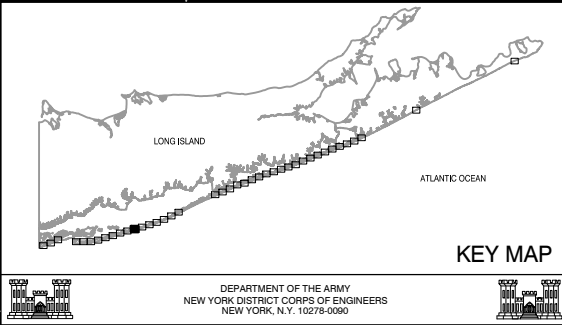 LONG ISLAND
ATLANTIC OCEAN
KEY MAP
DEPARTMENT OF THE ARMY
NEW YORK DISTRICT CORPS OF ENGINEERS
NEW YORK, N.Y. 10278-0090